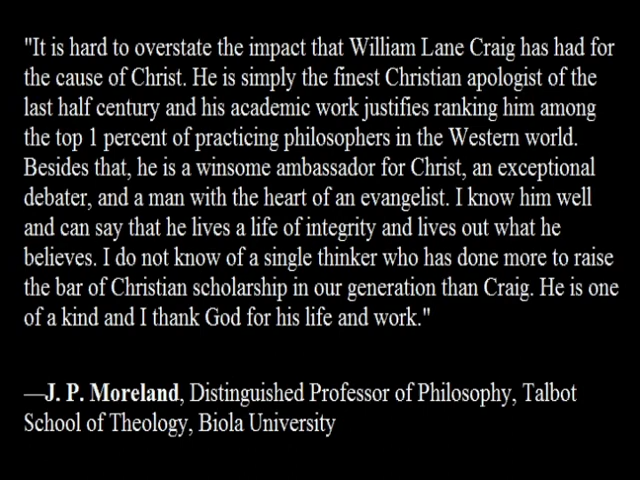 "It is hard to overstate the impact that William Lane Craig has had for
the cause of Christ. He is simply the finest Christian apologist of the
last half century and his academic work justifies ranking him among
the top 1 percent of practicing philosophers in the Western world.
Besides that, he is a winsome ambassador for Christ, an exceptional
debater, and a man with the heart of an evangelist. I know him well
and can say that he lives a life of integrity and lives out what he
believes. I do not know of a single thinker who has done more to raise
the bar of Christian scholarship in our generation than Craig. He is one
of a kind and I thank God for his life and work."
—J. P. Moreland, Distinguished Professor of Philosophy, Talbot
School of Theology, Biola University